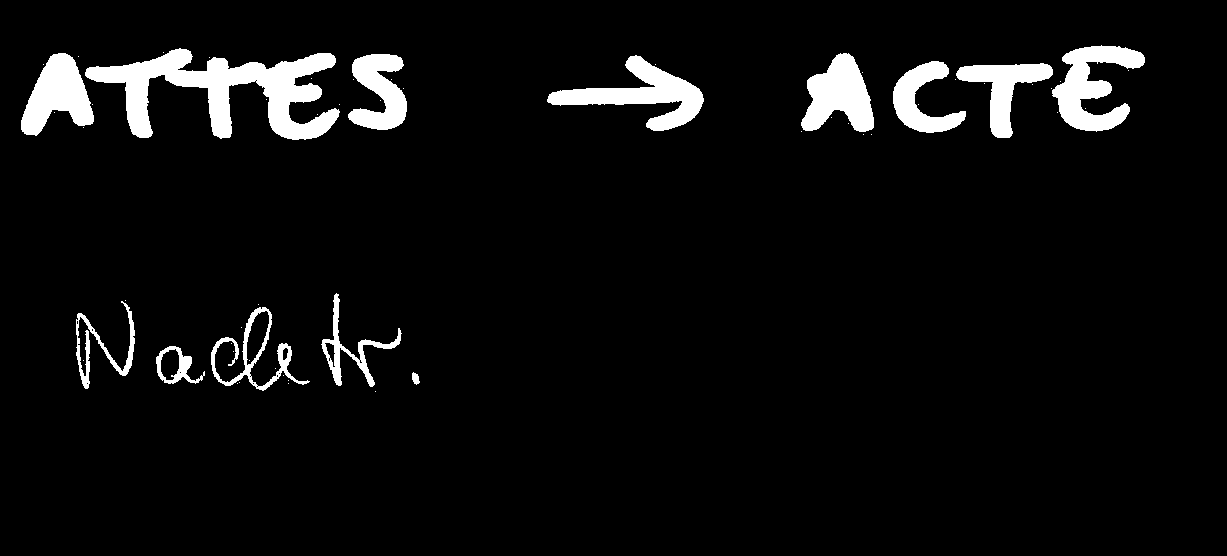 ATTES → ACTE
Nachtr.